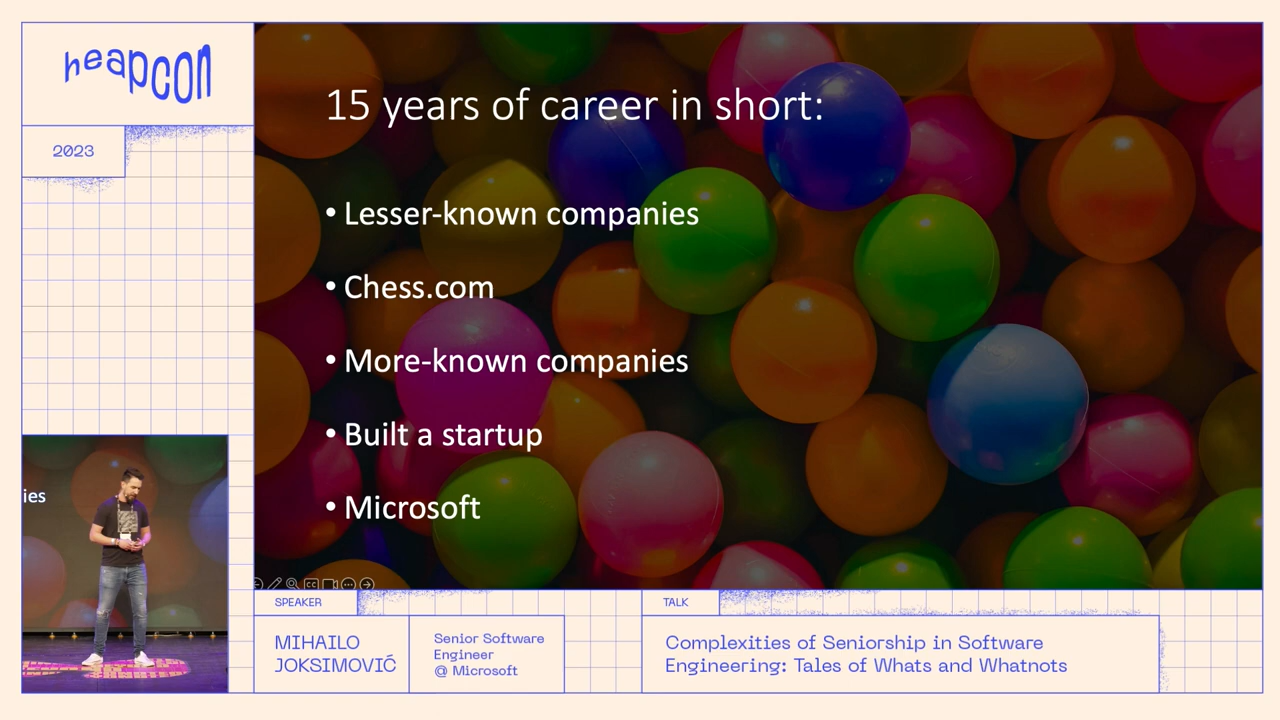 heapcon
2023
15 years of career in short:
• Lesser-known companies
• Chess.com
• More-known companies
• Built a startup
• Microsoft
ies
CC
SPEAKER
MIHAILO
JOKSIMOVIĆ
Senior Software
Engineer
@ Microsoft
TALK
Complexities of Seniorship in Software
Engineering: Tales of Whats and Whatnots